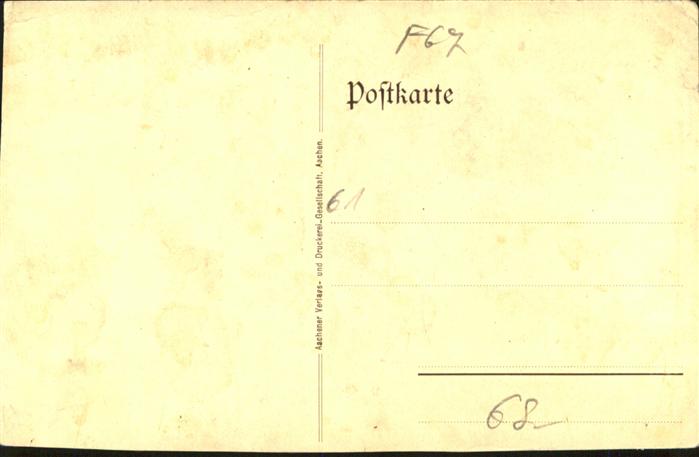 F67
Poſtkarte
61
Aachener Verlags- und Druckerei-Gesellschaft, Aachen.
68-